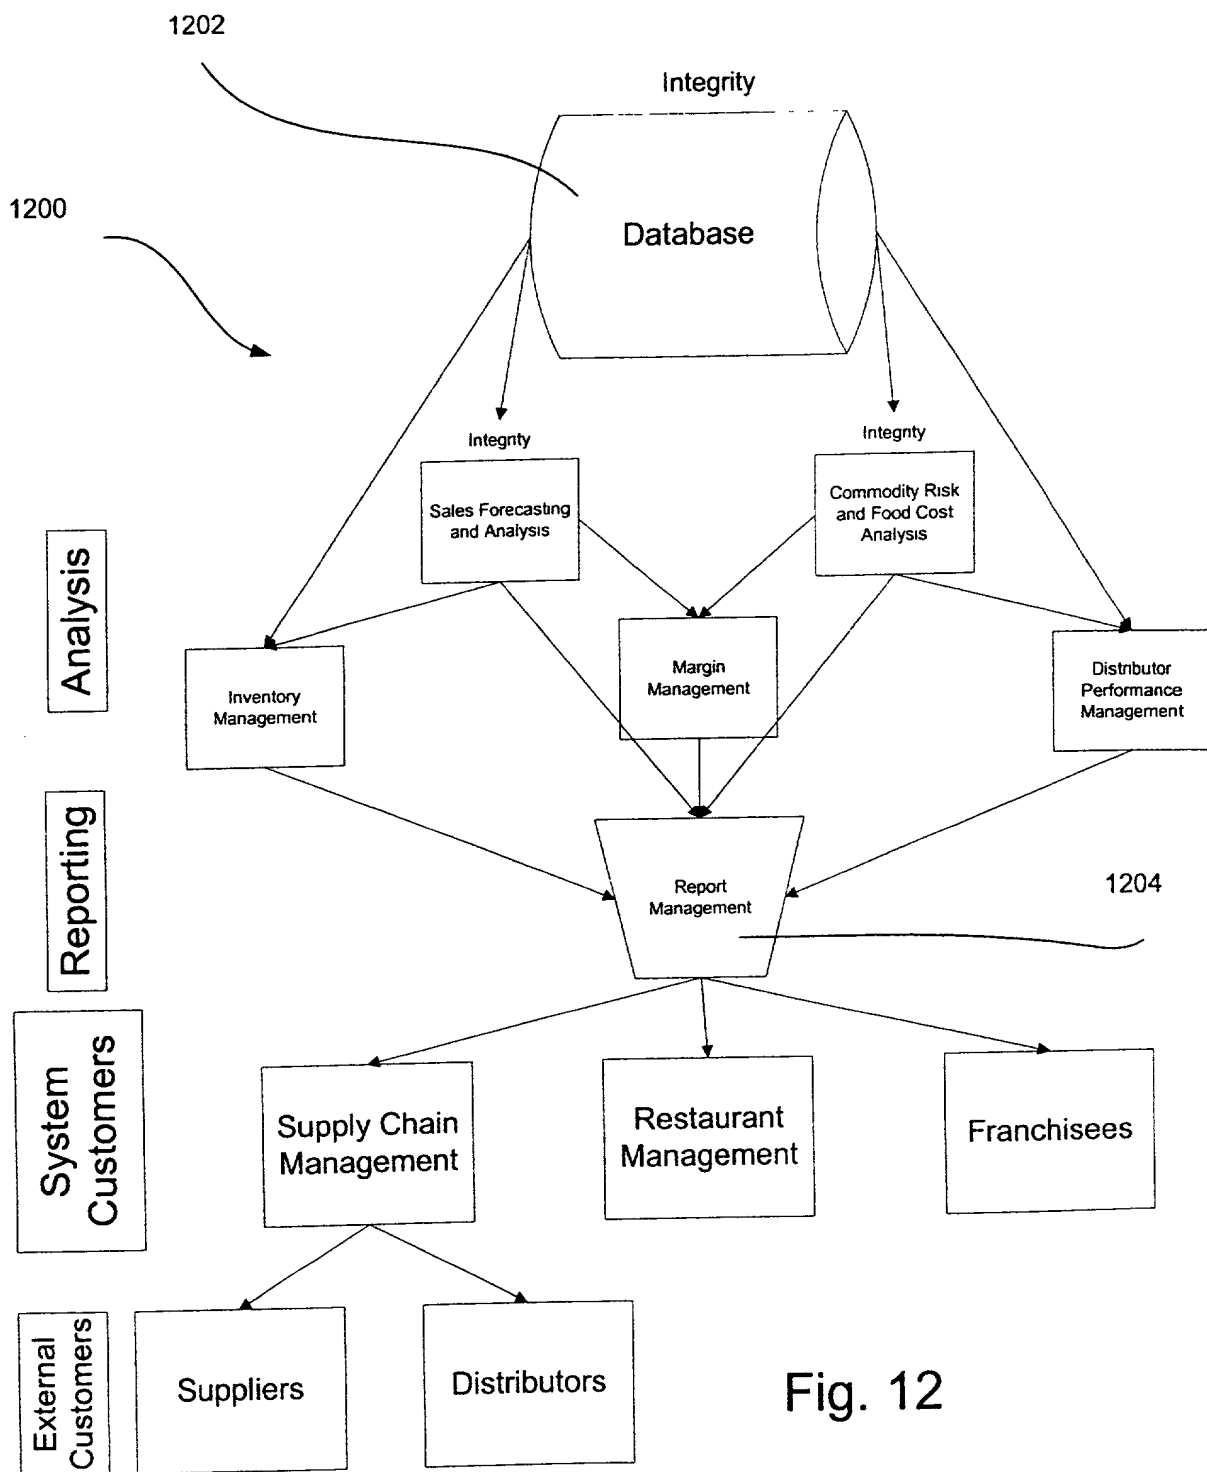 1202
Integrity
1200
Database
Integrity
Integrity
Sales Forecasting
and Analysis
Commodity Risk
and Food Cost
Analysis
Analysis
Inventory
Management
Margin
Management
Distributor
Performance
Management
Reporting
Report
Management
1204
System
Customers
Supply Chain
Management
Restaurant
Management
Franchisees
External
Customers
Suppliers
Distributors
Fig. 12